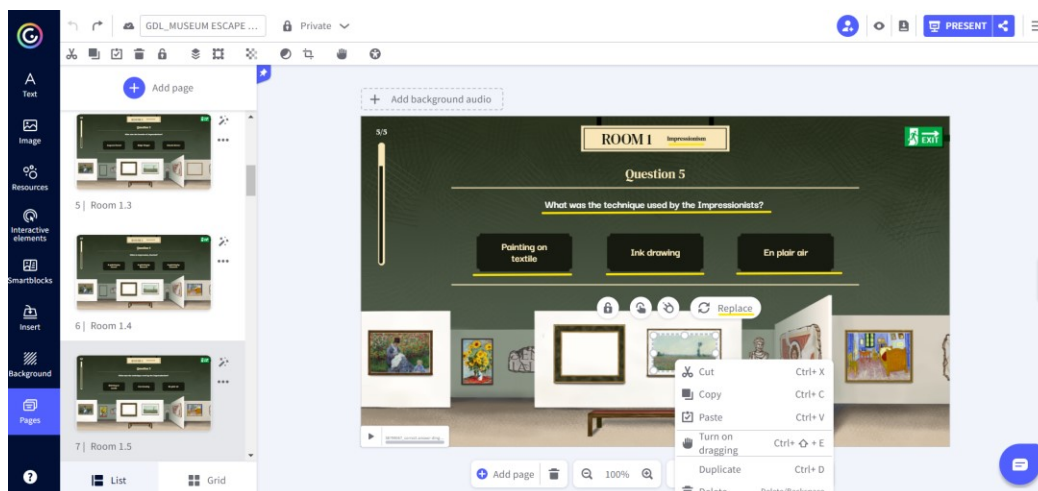 GDL_MUSEUM ESCAPE ...
Private
PRESENT
Text
Image
Resources
Interactive
elements
Smartblocks
Insert
Background
Pages
Add page
5 | Room 1.3
6 | Room 1.4
7 | Room 1.5
List
Grid
Add background audio
5/5
ROOM 1
Impressionism
EXIT
Question 5
What was the technique used by the Impressionists?
Painting on
textile
Ink drawing
En plair air
Replace
Cut Ctrl+ X
Copy Ctrl+ C
Paste Ctrl+ V
Turn on
dragging
Ctrl+ ⇧ + E
Duplicate Ctrl+ D
Delete Delete/Backspace
Add page
100%